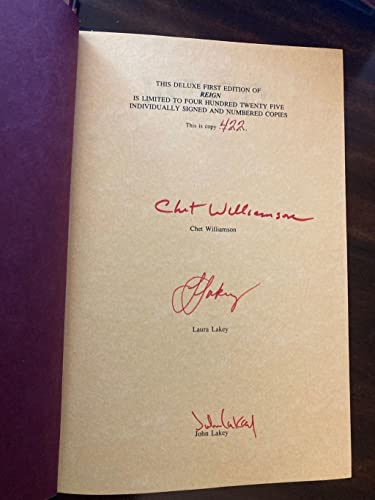 THIS DELUXE FIRST EDITION OF
REIGN
IS LIMITED TO FOUR HUNDRED TWENTY FIVE
INDIVIDUALLY SIGNED AND NUMBERED COPIES
This is copy 422.
Chet Williamson
Chet Williamson
L Lakey
Laura Lakey
John Lakey
John Lakey